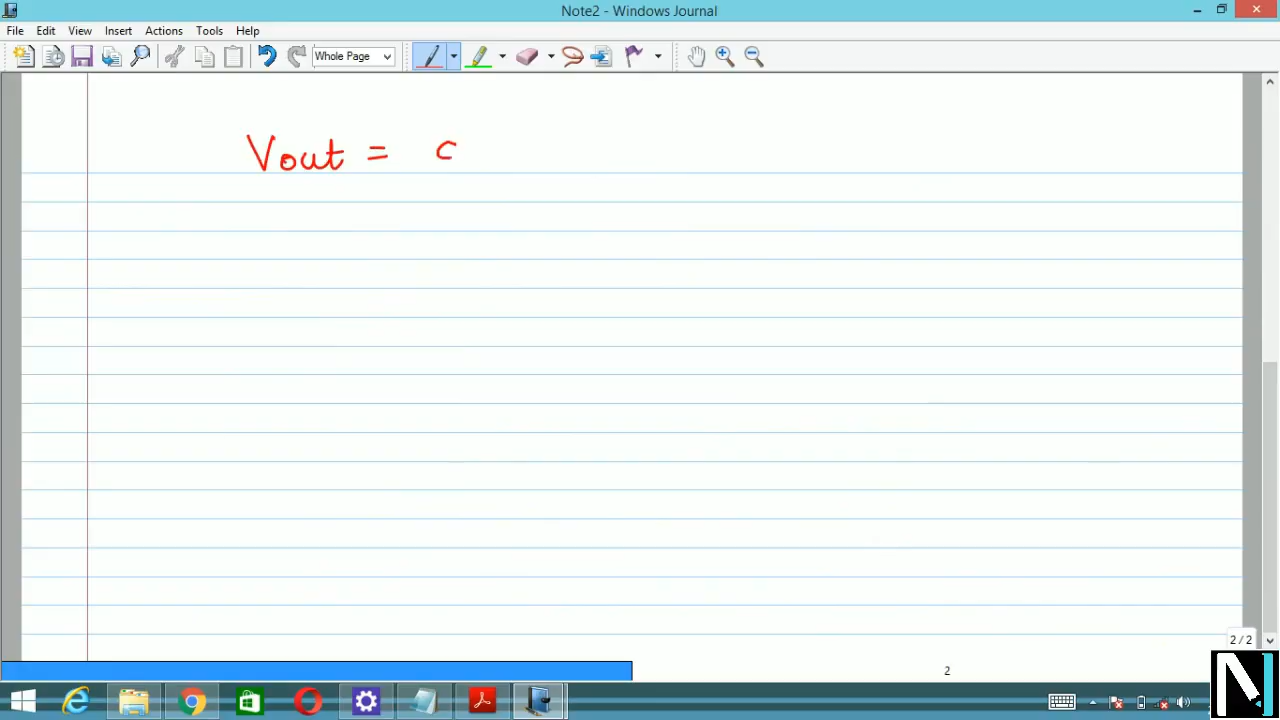 Note2 - Windows Journal
File Edit View Insert Actions Tools Help
Whole Page
Vout = c
2 / 2
2
N